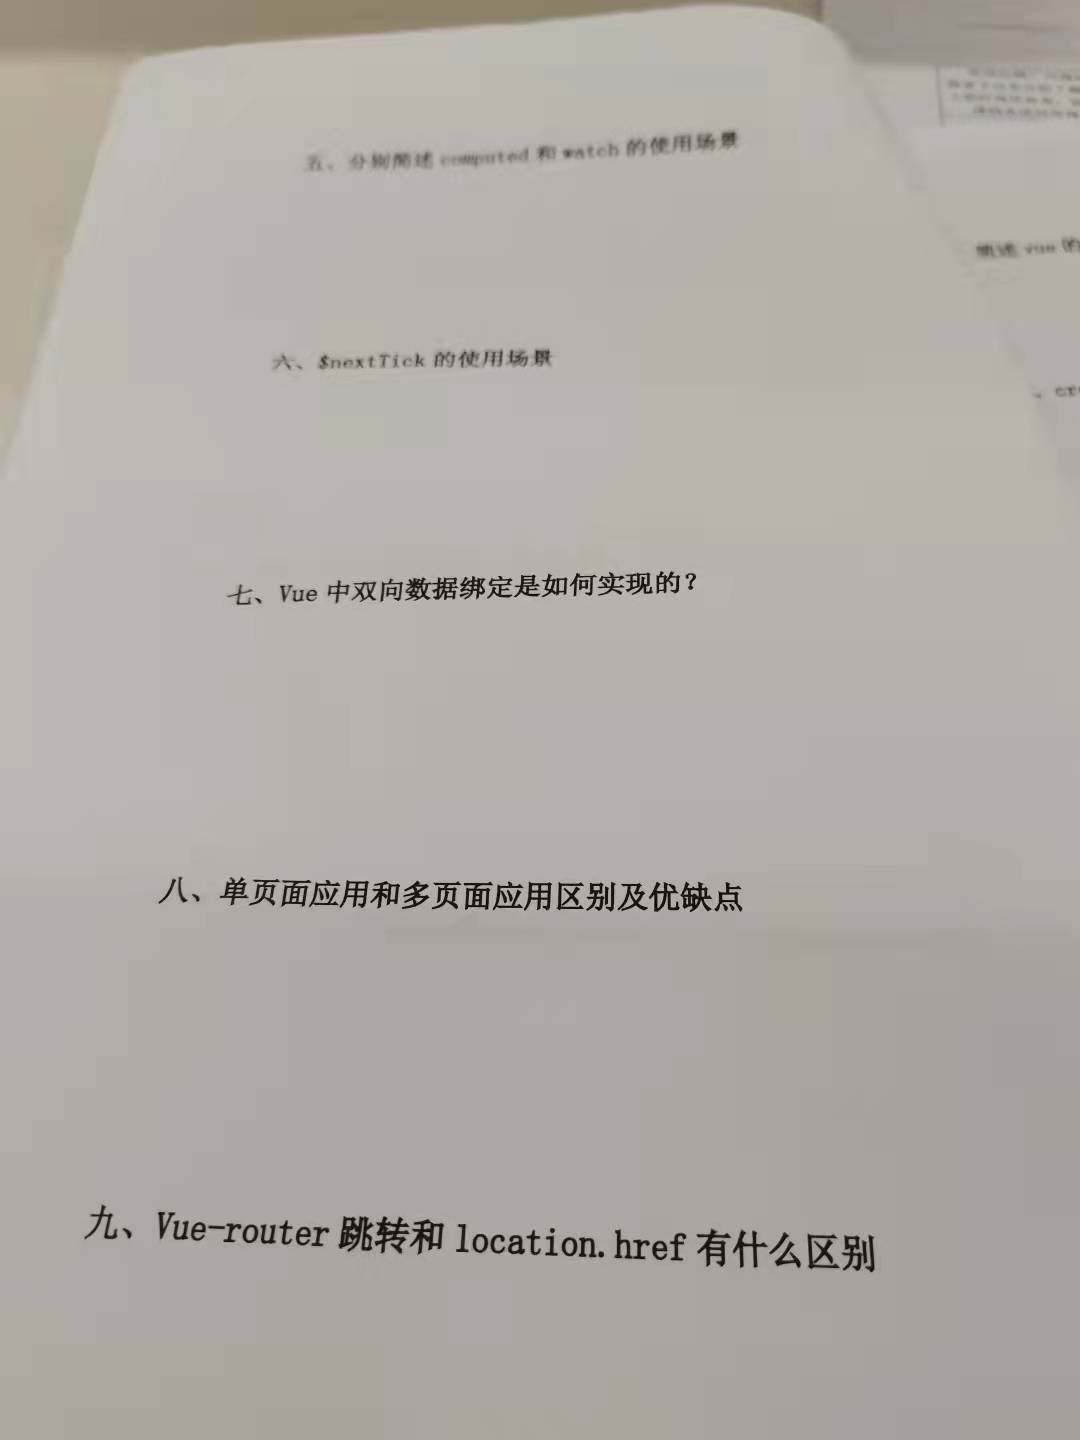 五、分别简述 computed 和 watch 的使用场景
简述 vue 的
六、$nextTick 的使用场景
、cr
七、Vue 中双向数据绑定是如何实现的？
八、单页面应用和多页面应用区别及优缺点
九、Vue-router 跳转和 location.href 有什么区别